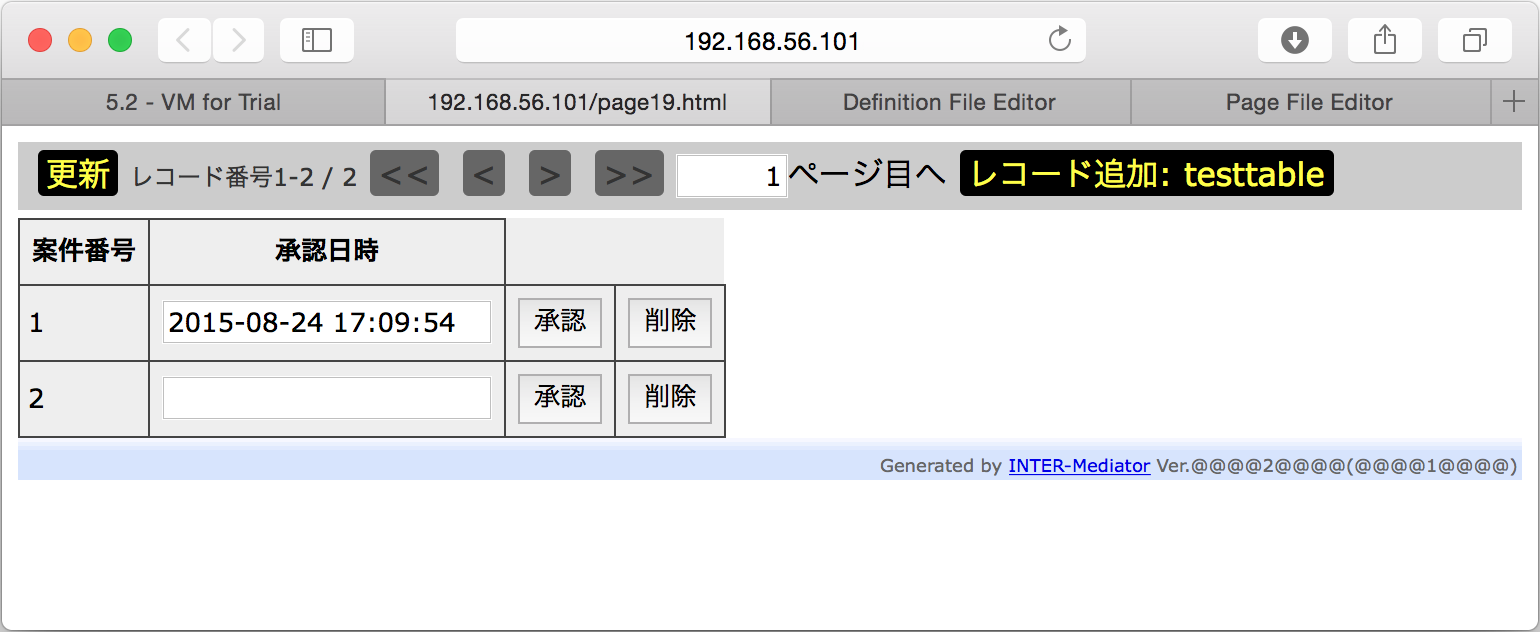 192.168.56.101
5.2 - VM for Trial 192.168.56.101/page19.html Definition File Editor Page File Editor
更新 レコード番号1-2 / 2 << < > >> 1 ページ目へ レコード追加: testtable
案件番号 承認日時
1 2015-08-24 17:09:54 承認 削除
2 承認 削除
Generated by INTER-Mediator Ver.@@@@2@@@@(@@@@1@@@@)